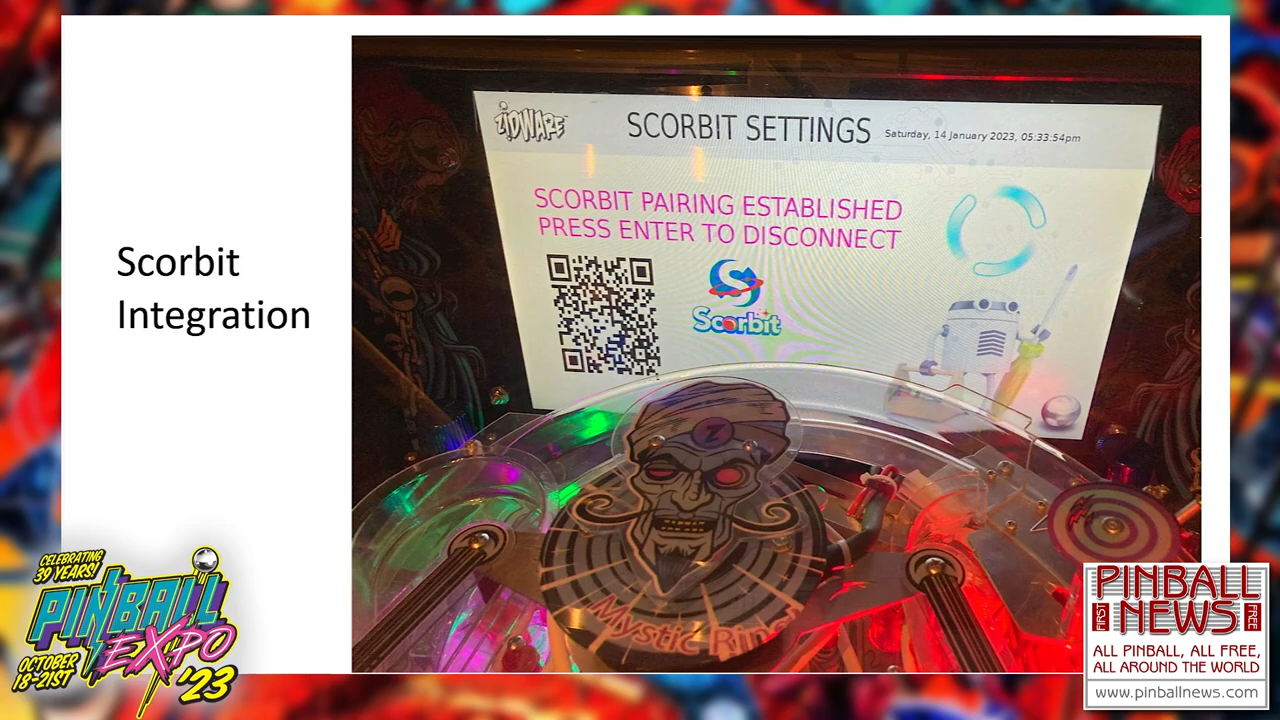 Scorbit
Integration
ZIDWARE
SCORBIT SETTINGS
Saturday, 14 January 2023, 05:33:54pm
SCORBIT PAIRING ESTABLISHED
PRESS ENTER TO DISCONNECT
Scorbit
Z
Mystic Ring
CELEBRATING
39 YEARS!
PINBALL
EXPO
OCTOBER
18-21ST
'23
PINBALL
FIRST NEWS FREE
ALL PINBALL, ALL FREE,
ALL AROUND THE WORLD
www.pinballnews.com